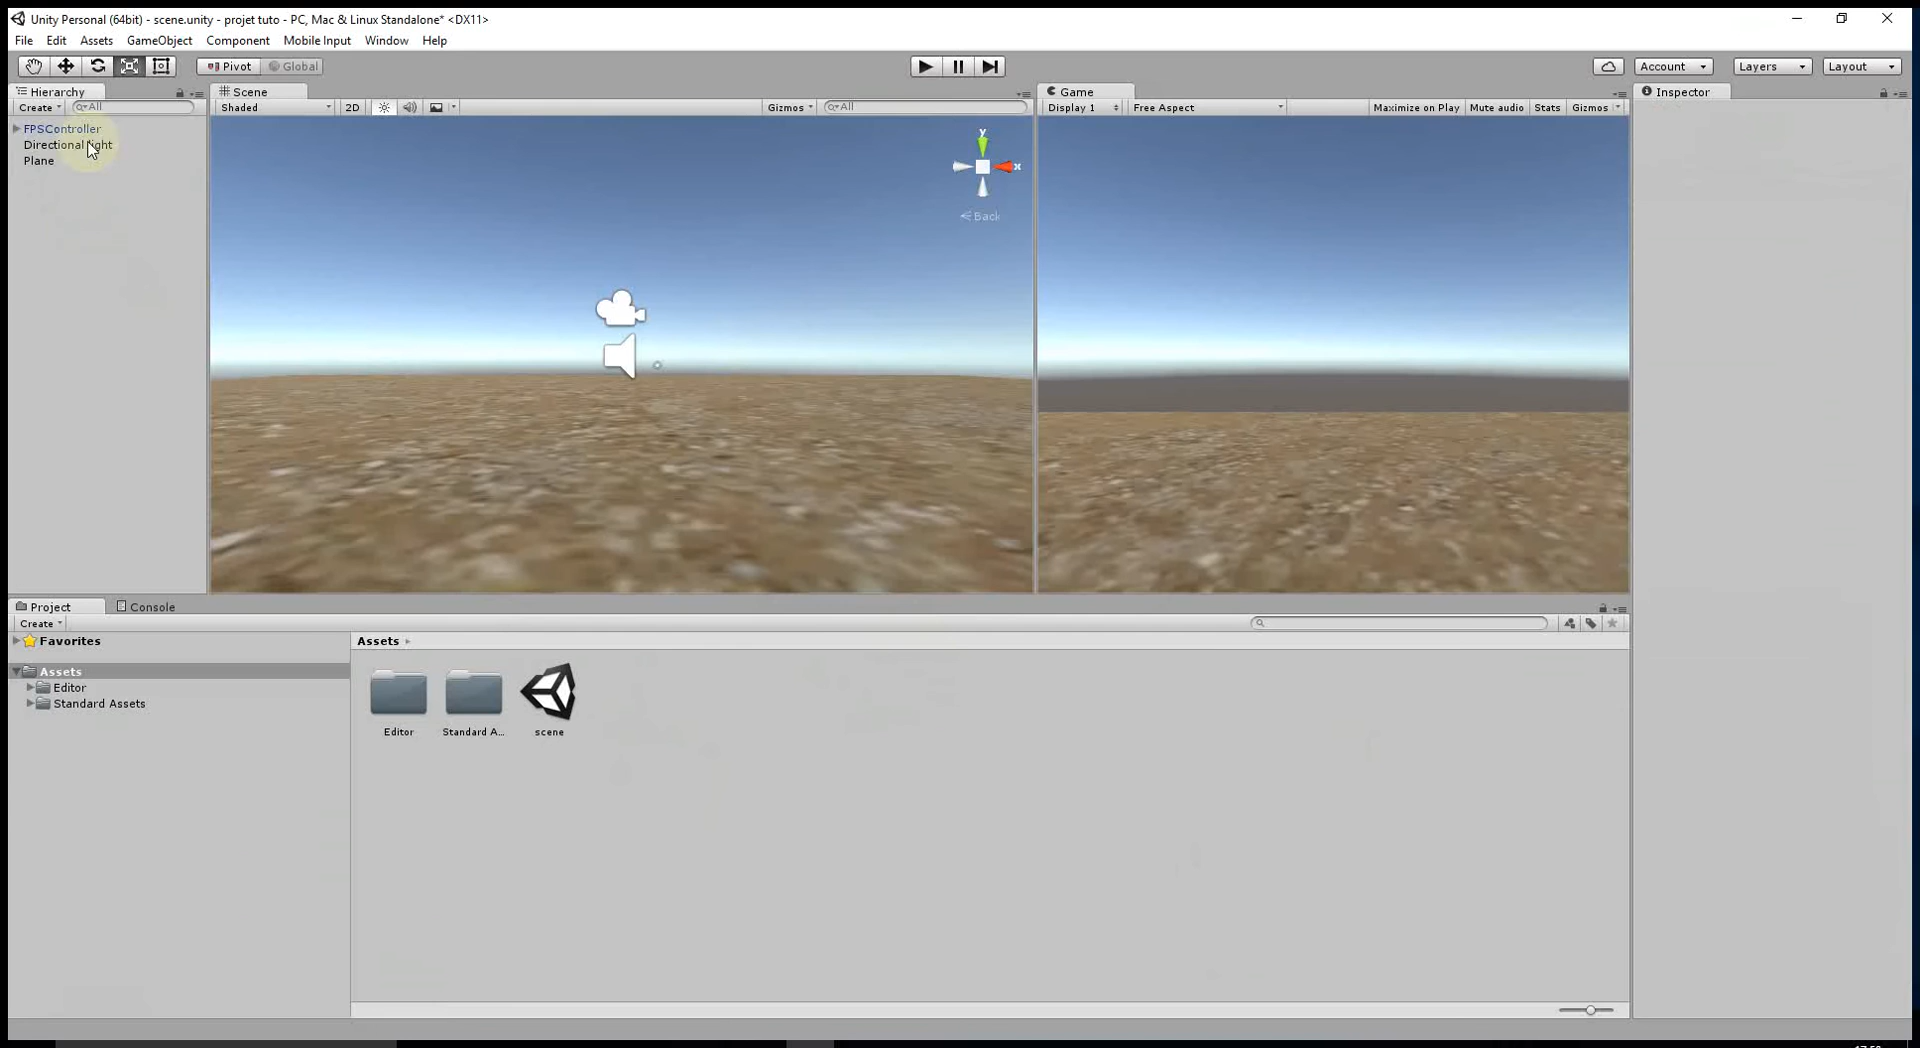 Unity Personal (64bit) - scene.unity - projet tuto - PC, Mac & Linux Standalone* <DX11>
File Edit Assets GameObject Component Mobile Input Window Help
Pivot Global Account Layers Layout
Hierarchy Scene Game Inspector
Create All Shaded 2D Gizmos All Display 1 Free Aspect Maximize on Play Mute audio Stats Gizmos
FPSController
Directional light
Plane
y
x
Back
Project Console
Create
Favorites
Assets
Assets
Editor
Standard Assets
Editor Standard A... scene